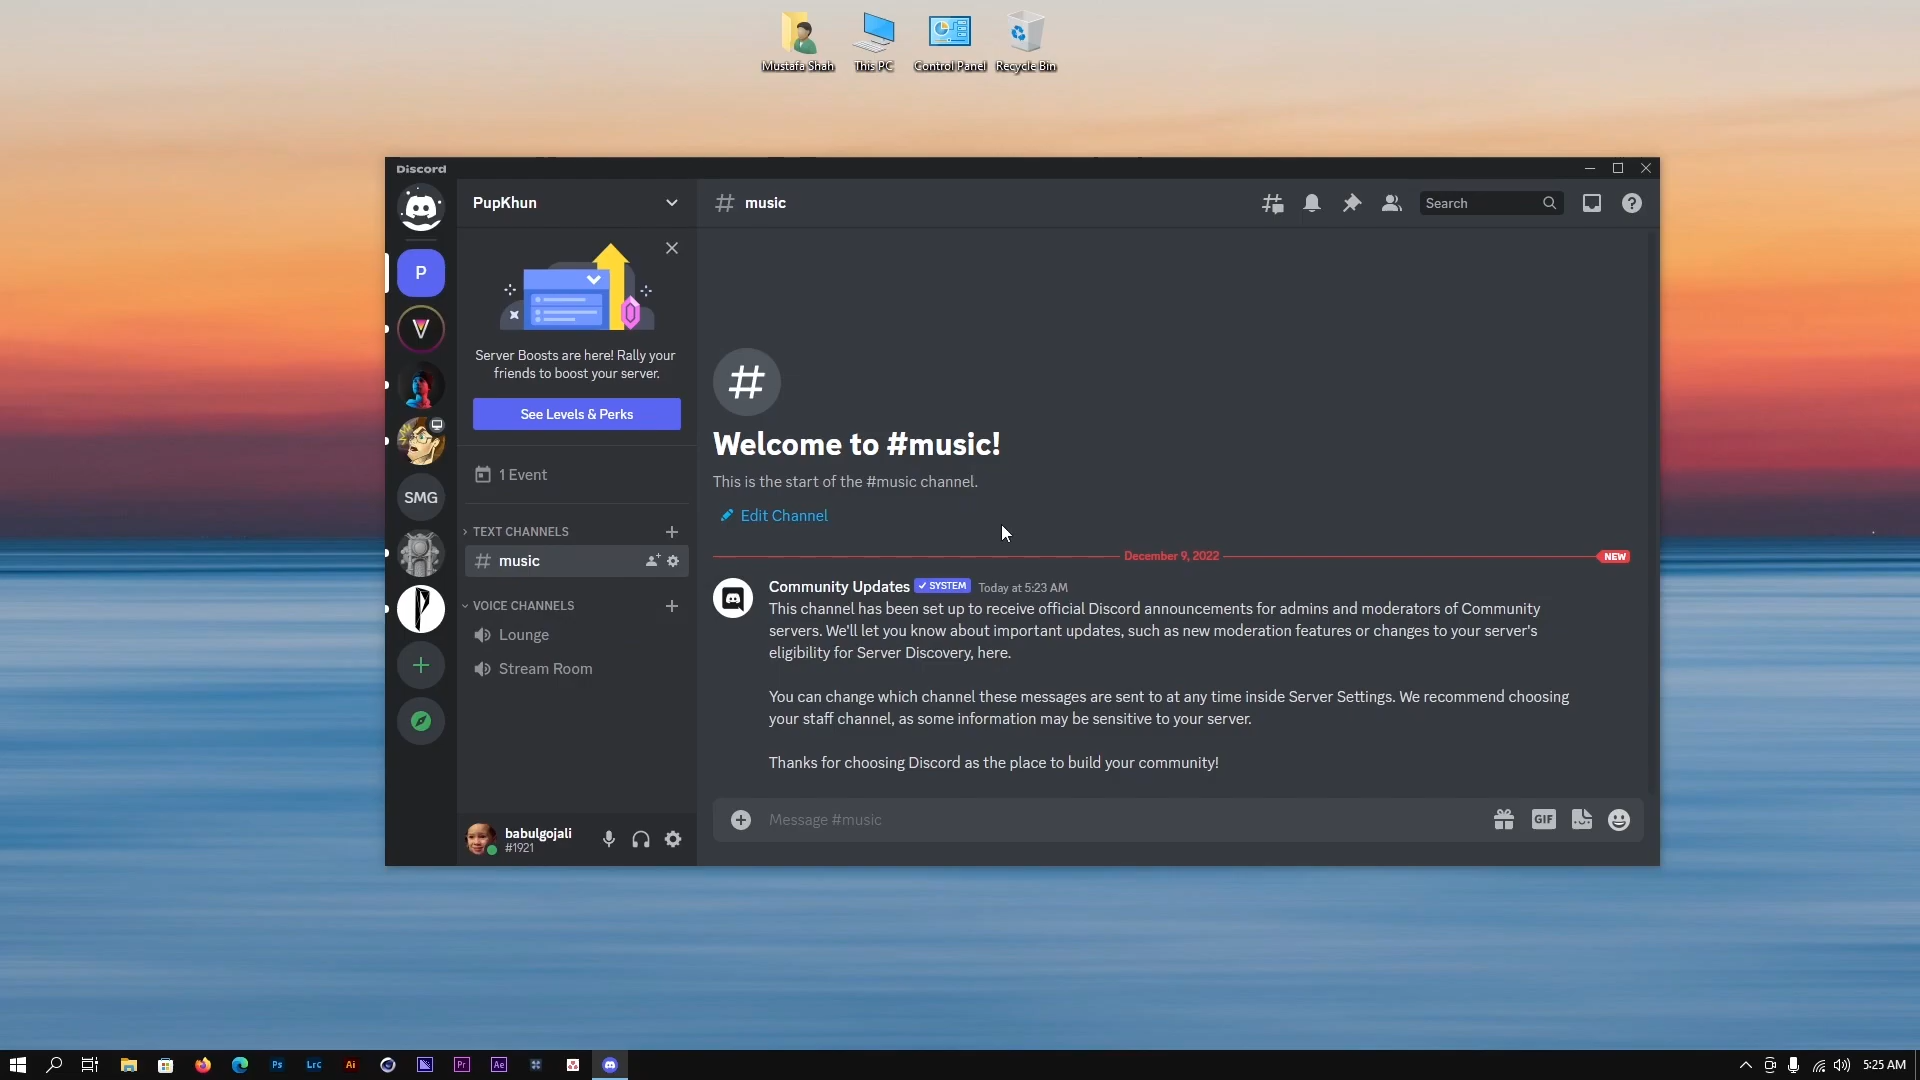 Mustafa Shah
This PC
Control Panel
Recycle Bin
Discord
PupKhun
music
Search
P
V
SMG
Server Boosts are here! Rally your
friends to boost your server.
See Levels & Perks
1 Event
TEXT CHANNELS
music
VOICE CHANNELS
Lounge
Stream Room
babulgojali
#1921
#
Welcome to #music!
This is the start of the #music channel.
Edit Channel
December 9, 2022
NEW
Community Updates SYSTEM Today at 5:23 AM
This channel has been set up to receive official Discord announcements for admins and moderators of Community
servers. We'll let you know about important updates, such as new moderation features or changes to your server's
eligibility for Server Discovery, here.
You can change which channel these messages are sent to at any time inside Server Settings. We recommend choosing
your staff channel, as some information may be sensitive to your server.
Thanks for choosing Discord as the place to build your community!
Message #music
GIF
Ps
Lrc
Ai
Pr
Ae
5:25 AM